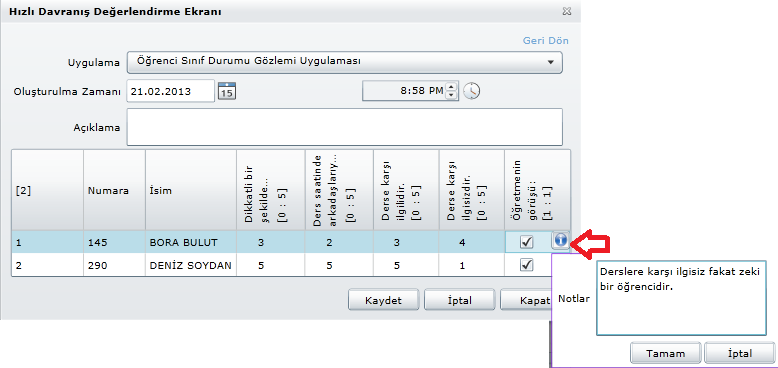 Hızlı Davranış Değerlendirme Ekranı
Geri Dön
Uygulama Öğrenci Sınıf Durumu Gözlemi Uygulaması
Oluşturulma Zamanı 21.02.2013 15 8:58 PM
Açıklama
[2] Numara İsim
Dikkatli bir
şekilde...
[0 : 5]
Ders saatinde
arkadaşlarıy...
[0 : 5]
Derse karşı
ilgilidir.
[0 : 5]
Derse karşı
ilgisizdir.
[0 : 5]
Öğretmenin
görüşü:
[1 : 1]
1 145 BORA BULUT 3 2 3 4
2 290 DENİZ SOYDAN 5 5 5 1
Kaydet İptal Kapat
Notlar
Derslere karşı ilgisiz fakat zeki
bir öğrencidir.
Tamam İptal